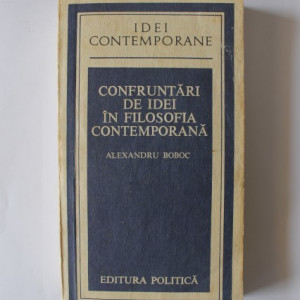 IDEI
CONTEMPORANE
CONFRUNTĂRI
DE IDEI
ÎN FILOSOFIA
CONTEMPORANĂ
ALEXANDRU BOBOC
EDITURA POLITICĂ